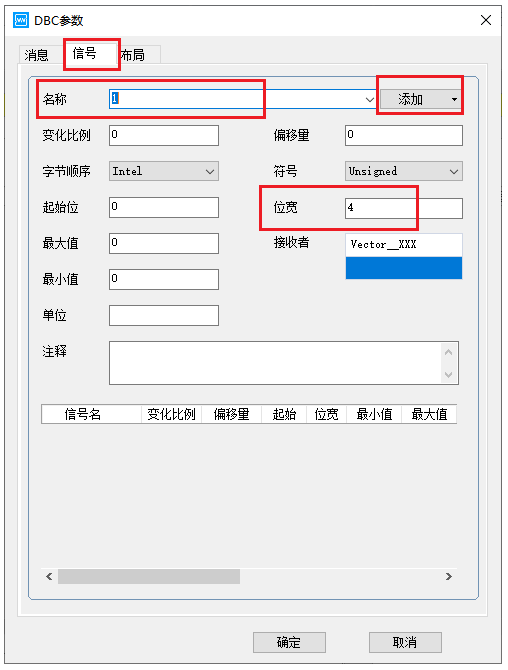 DBC参数
消息 信号 布局
名称 1 添加
变化比例 0 偏移量 0
字节顺序 Intel 符号 Unsigned
起始位 0 位宽 4
最大值 0 接收者 Vector__XXX
最小值 0
单位
注释
信号名 变化比例 偏移量 起始 位宽 最小值 最大值
确定 取消